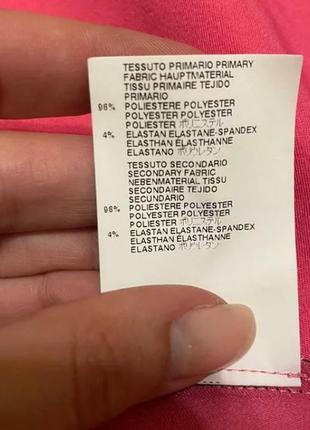 TESSUTO PRIMARIO PRIMARY
FABRIC HAUPTMATERIAL
TISSU PRIMAIRE TEJIDO
PRIMARIO
96% POLIESTERE POLYESTER
POLYESTER POLYESTER
POLIESTER ポリエステル
4% ELASTAN ELASTANE-SPANDEX
ELASTHAN ELASTHANNE
ELASTANO ポリウレタン
TESSUTO SECONDARIO
SECONDARY FABRIC
NEBENMATERIAL TISSU
SECONDAIRE TEJIDO
SECUNDARIO
96% POLIESTERE POLYESTER
POLYESTER POLYESTER
POLIESTER ポリエステル
4% ELASTAN ELASTANE-SPANDEX
ELASTHAN ELASTHANNE
ELASTANO ポリウレタン